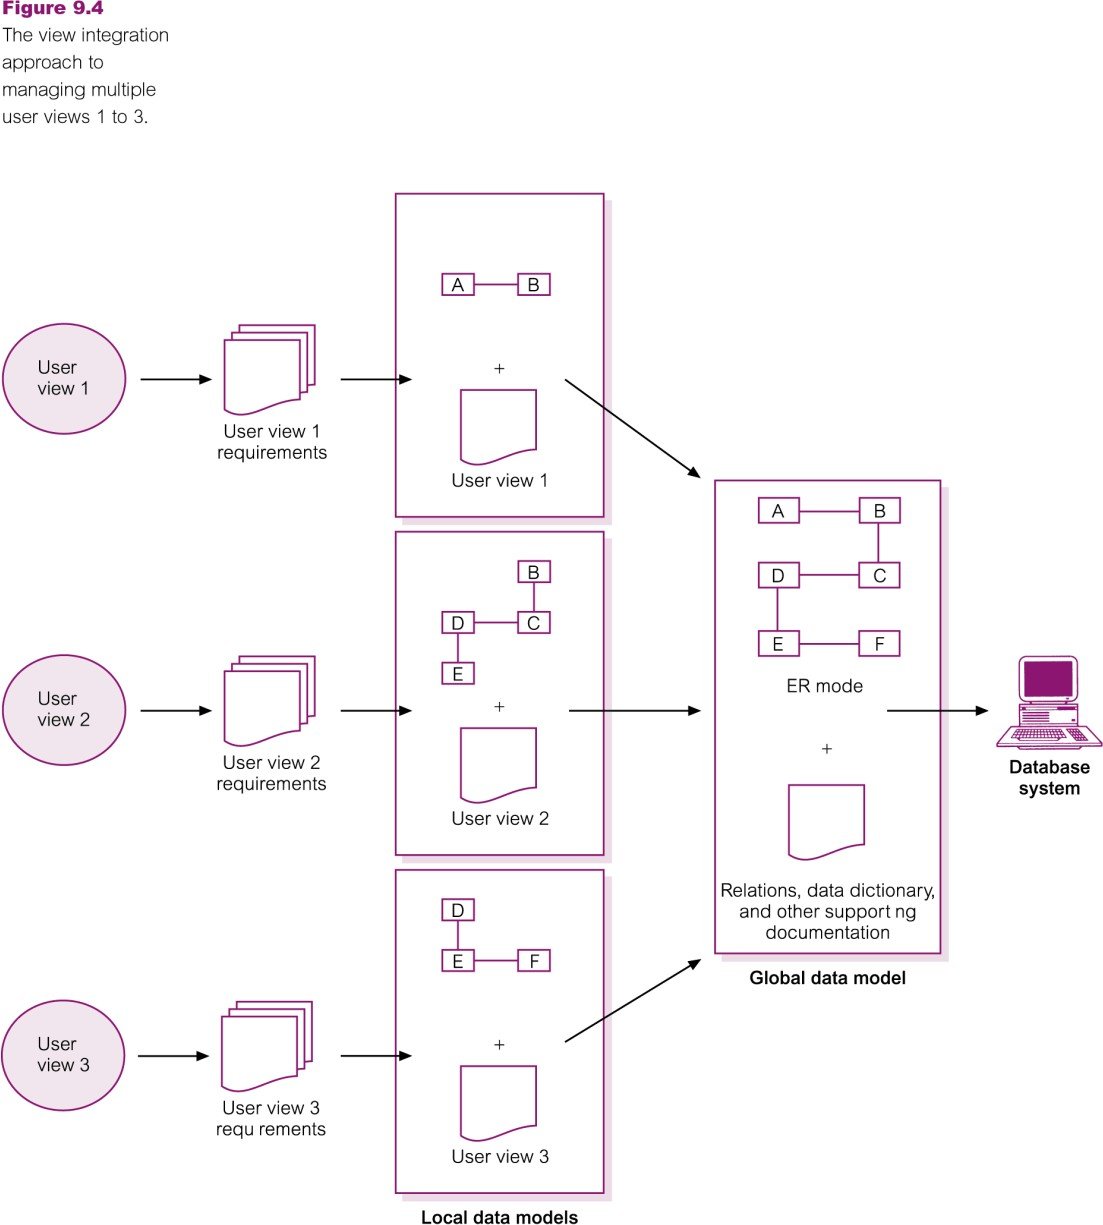 Figure 9.4
The view integration
approach to
managing multiple
user views 1 to 3.
User
view 1
User view 1
requirements
A
B
+
User view 1
User
view 2
User view 2
requirements
B
D
C
E
+
User view 2
User
view 3
User view 3
requ rements
D
E
F
+
User view 3
Local data models
A
B
D
C
E
F
ER mode
+
Relations, data dictionary,
and other support ng
documentation
Global data model
Database
system